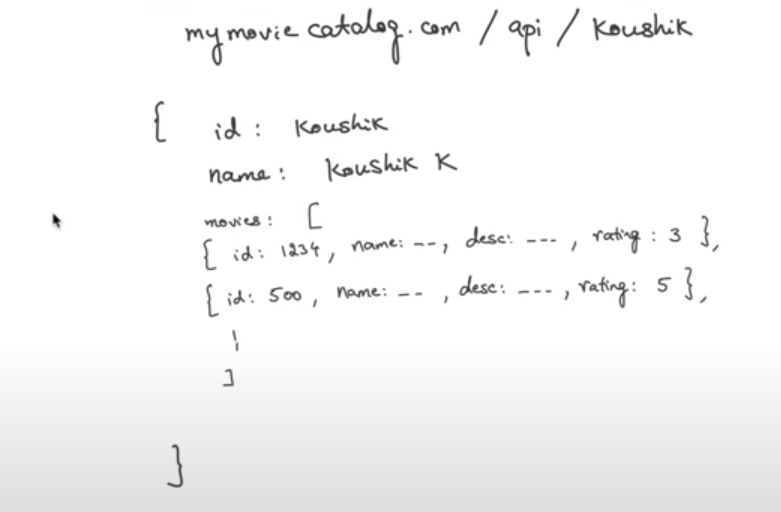 mymoviecatalog.com / api / Koushik
{ id : Koushik
name : Koushik K
movies : [
{ id : 1234 , name: -- , desc: --- , rating : 3 },
{ id: 500 , name: -- , desc: --- , rating: 5 },
¦
]
}